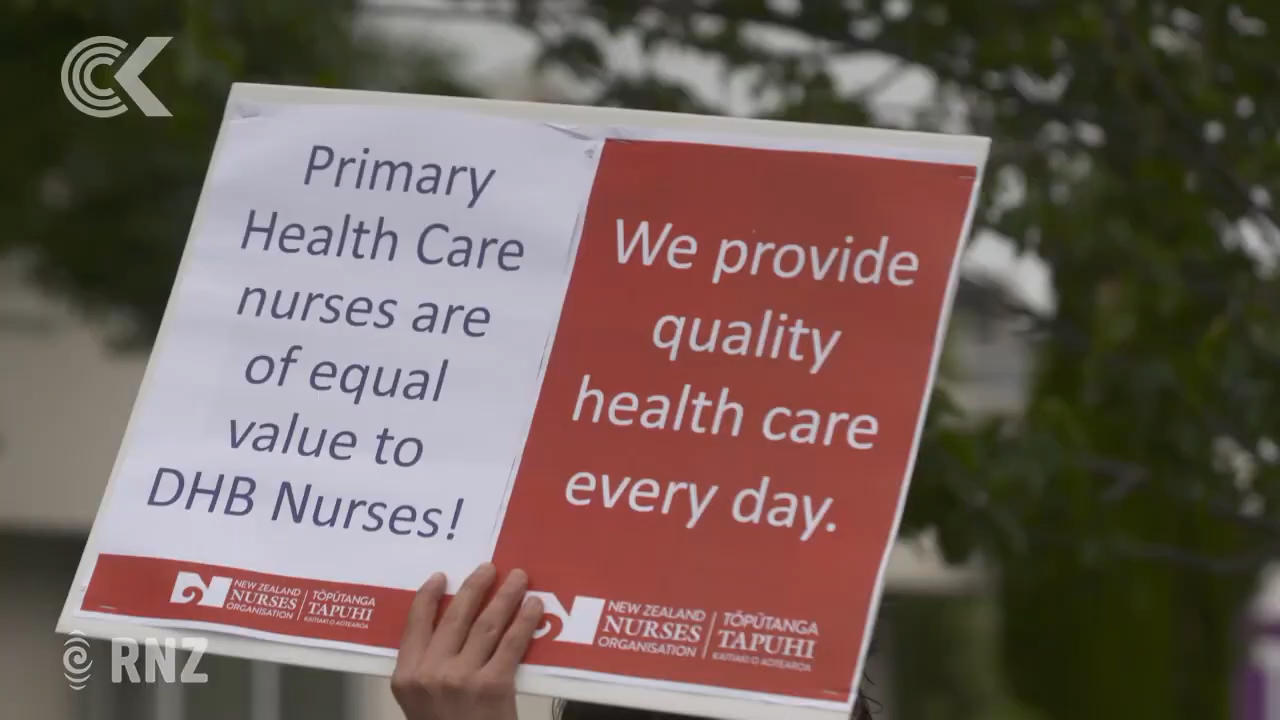 Primary
Health Care
nurses are
of equal
value to
DHB Nurses!
NEW ZEALAND
NURSES
ORGANISATION
TŌPŪTANGA
TAPUHI
KAITIAKI O AOTEAROA
We provide
quality
health care
every day.
NEW ZEALAND
NURSES
ORGANISATION
TŌPŪTANGA
TAPUHI
KAITIAKI O AOTEAROA
RNZ